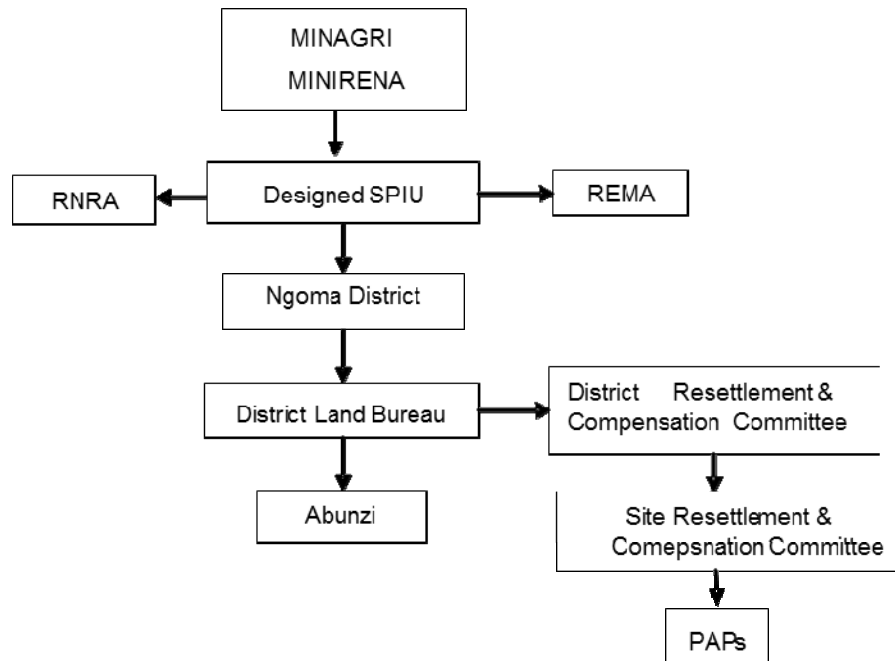 MINAGRI
MINIRENA
RNRA
Designed SPIU
REMA
Ngoma District
District Land Bureau
District Resettlement &
Compensation Committee
Abunzi
Site Resettlement &
Comepsnation Committee
PAPs